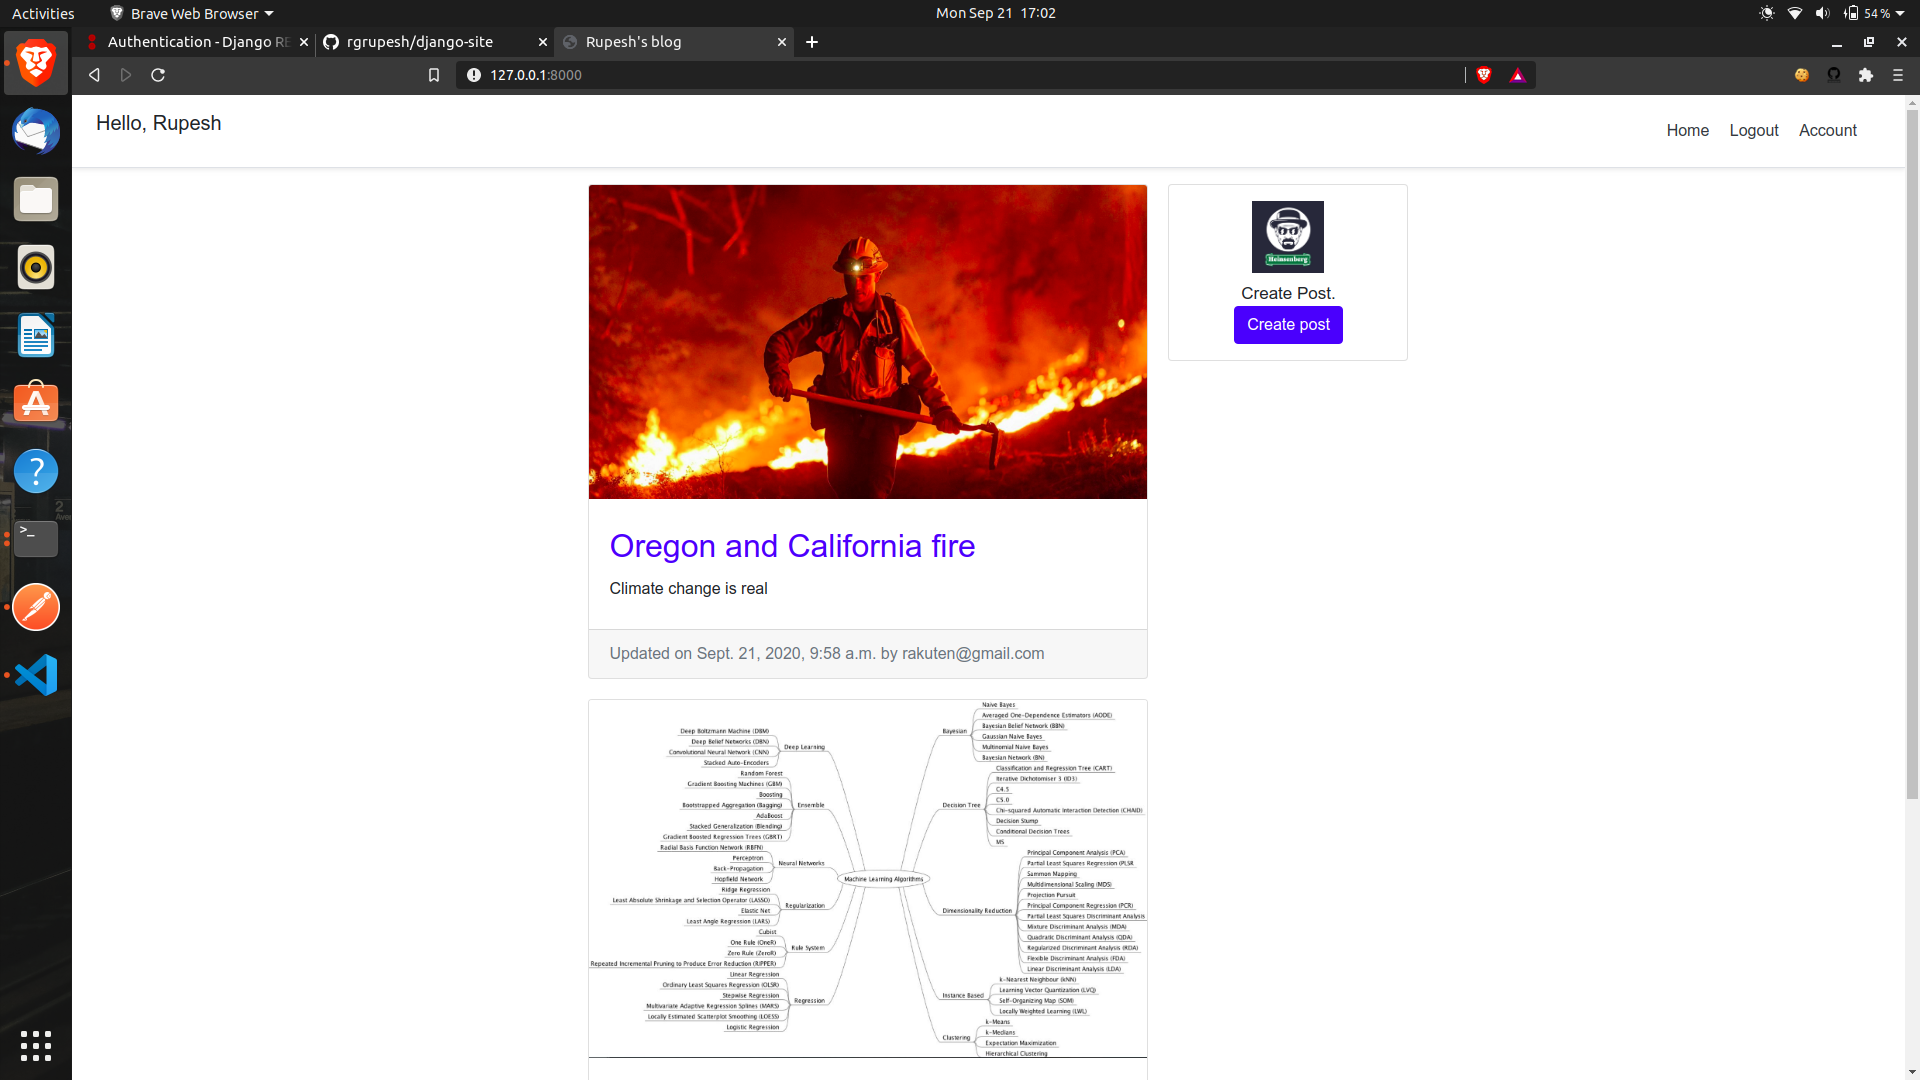 Activities
Brave Web Browser
Mon Sep 21 17:02
54 %
Authentication - Django RE
rgrupesh/django-site
Rupesh's blog
127.0.0.1:8000
Hello, Rupesh
Home
Logout
Account
Heinsenberg
Create Post.
Create post
Oregon and California fire
Climate change is real
Updated on Sept. 21, 2020, 9:58 a.m. by rakuten@gmail.com
Machine Learning Algorithms
Deep Learning
Deep Boltzmann Machine (DBM)
Deep Belief Networks (DBN)
Convolutional Neural Network (CNN)
Stacked Auto-Encoders
Ensemble
Random Forest
Gradient Boosting Machines (GBM)
Boosting
Bootstrapped Aggregation (Bagging)
AdaBoost
Stacked Generalization (Blending)
Gradient Boosted Regression Trees (GBRT)
Neural Networks
Radial Basis Function Network (RBFN)
Perceptron
Back-Propagation
Hopfield Network
Regularization
Ridge Regression
Least Absolute Shrinkage and Selection Operator (LASSO)
Elastic Net
Least Angle Regression (LARS)
Rule System
Cubist
One Rule (OneR)
Zero Rule (ZeroR)
Repeated Incremental Pruning to Produce Error Reduction (RIPPER)
Regression
Linear Regression
Ordinary Least Squares Regression (OLSR)
Stepwise Regression
Multivariate Adaptive Regression Splines (MARS)
Locally Estimated Scatterplot Smoothing (LOESS)
Logistic Regression
Bayesian
Naive Bayes
Averaged One-Dependence Estimators (AODE)
Bayesian Belief Network (BBN)
Gaussian Naive Bayes
Multinomial Naive Bayes
Bayesian Network (BN)
Decision Tree
Classification and Regression Tree (CART)
Iterative Dichotomiser 3 (ID3)
C4.5
C5.0
Chi-squared Automatic Interaction Detection (CHAID)
Decision Stump
Conditional Decision Trees
M5
Dimensionality Reduction
Principal Component Analysis (PCA)
Partial Least Squares Regression (PLSR
Sammon Mapping
Multidimensional Scaling (MDS)
Projection Pursuit
Principal Component Regression (PCR)
Partial Least Squares Discriminant Analysis
Mixture Discriminant Analysis (MDA)
Quadratic Discriminant Analysis (QDA)
Regularized Discriminant Analysis (RDA)
Flexible Discriminant Analysis (FDA)
Linear Discriminant Analysis (LDA)
Instance Based
k-Nearest Neighbour (kNN)
Learning Vector Quantization (LVQ)
Self-Organizing Map (SOM)
Locally Weighted Learning (LWL)
Clustering
k-Means
k-Medians
Expectation Maximization
Hierarchical Clustering